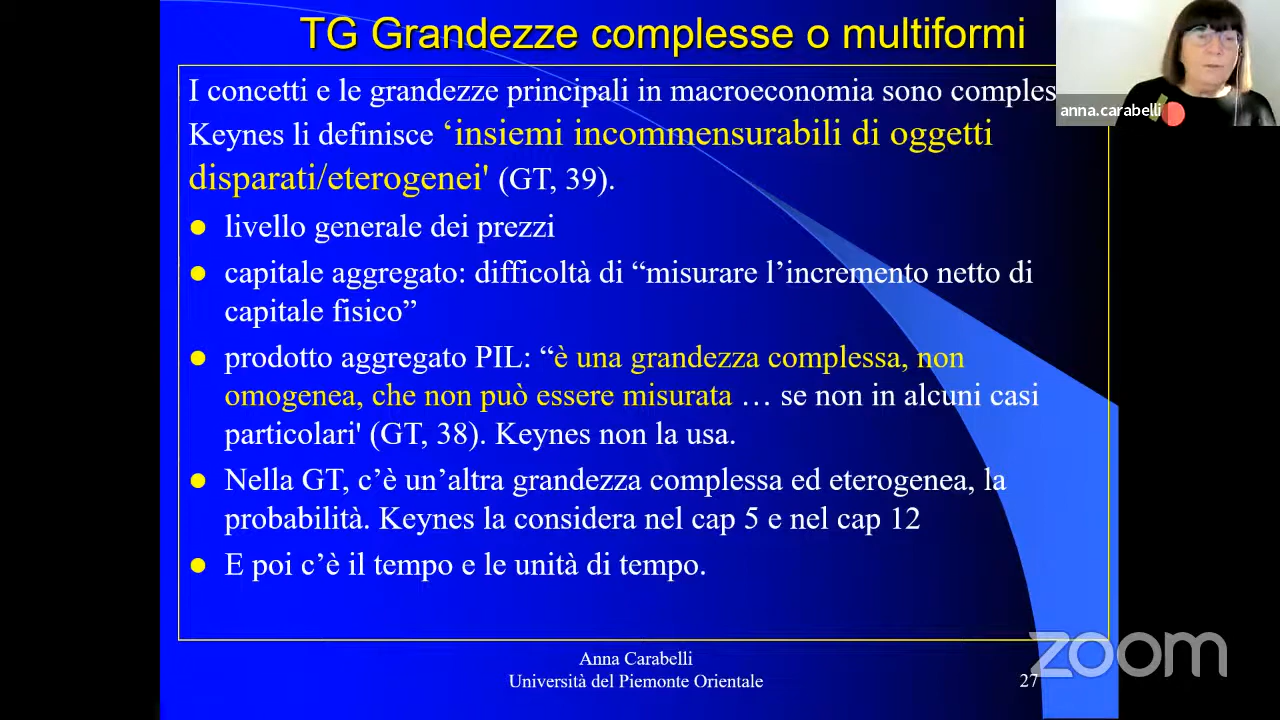 TG Grandezze complesse o multiformi
I concetti e le grandezze principali in macroeconomia sono comples
Keynes li definisce ‘insiemi incommensurabili di oggetti
disparati/eterogenei' (GT, 39).
livello generale dei prezzi
capitale aggregato: difficoltà di “misurare l’incremento netto di
capitale fisico”
prodotto aggregato PIL: “è una grandezza complessa, non
omogenea, che non può essere misurata … se non in alcuni casi
particolari' (GT, 38). Keynes non la usa.
Nella GT, c’è un’altra grandezza complessa ed eterogenea, la
probabilità. Keynes la considera nel cap 5 e nel cap 12
E poi c’è il tempo e le unità di tempo.
Anna Carabelli
Università del Piemonte Orientale
27
anna.carabelli
zoom